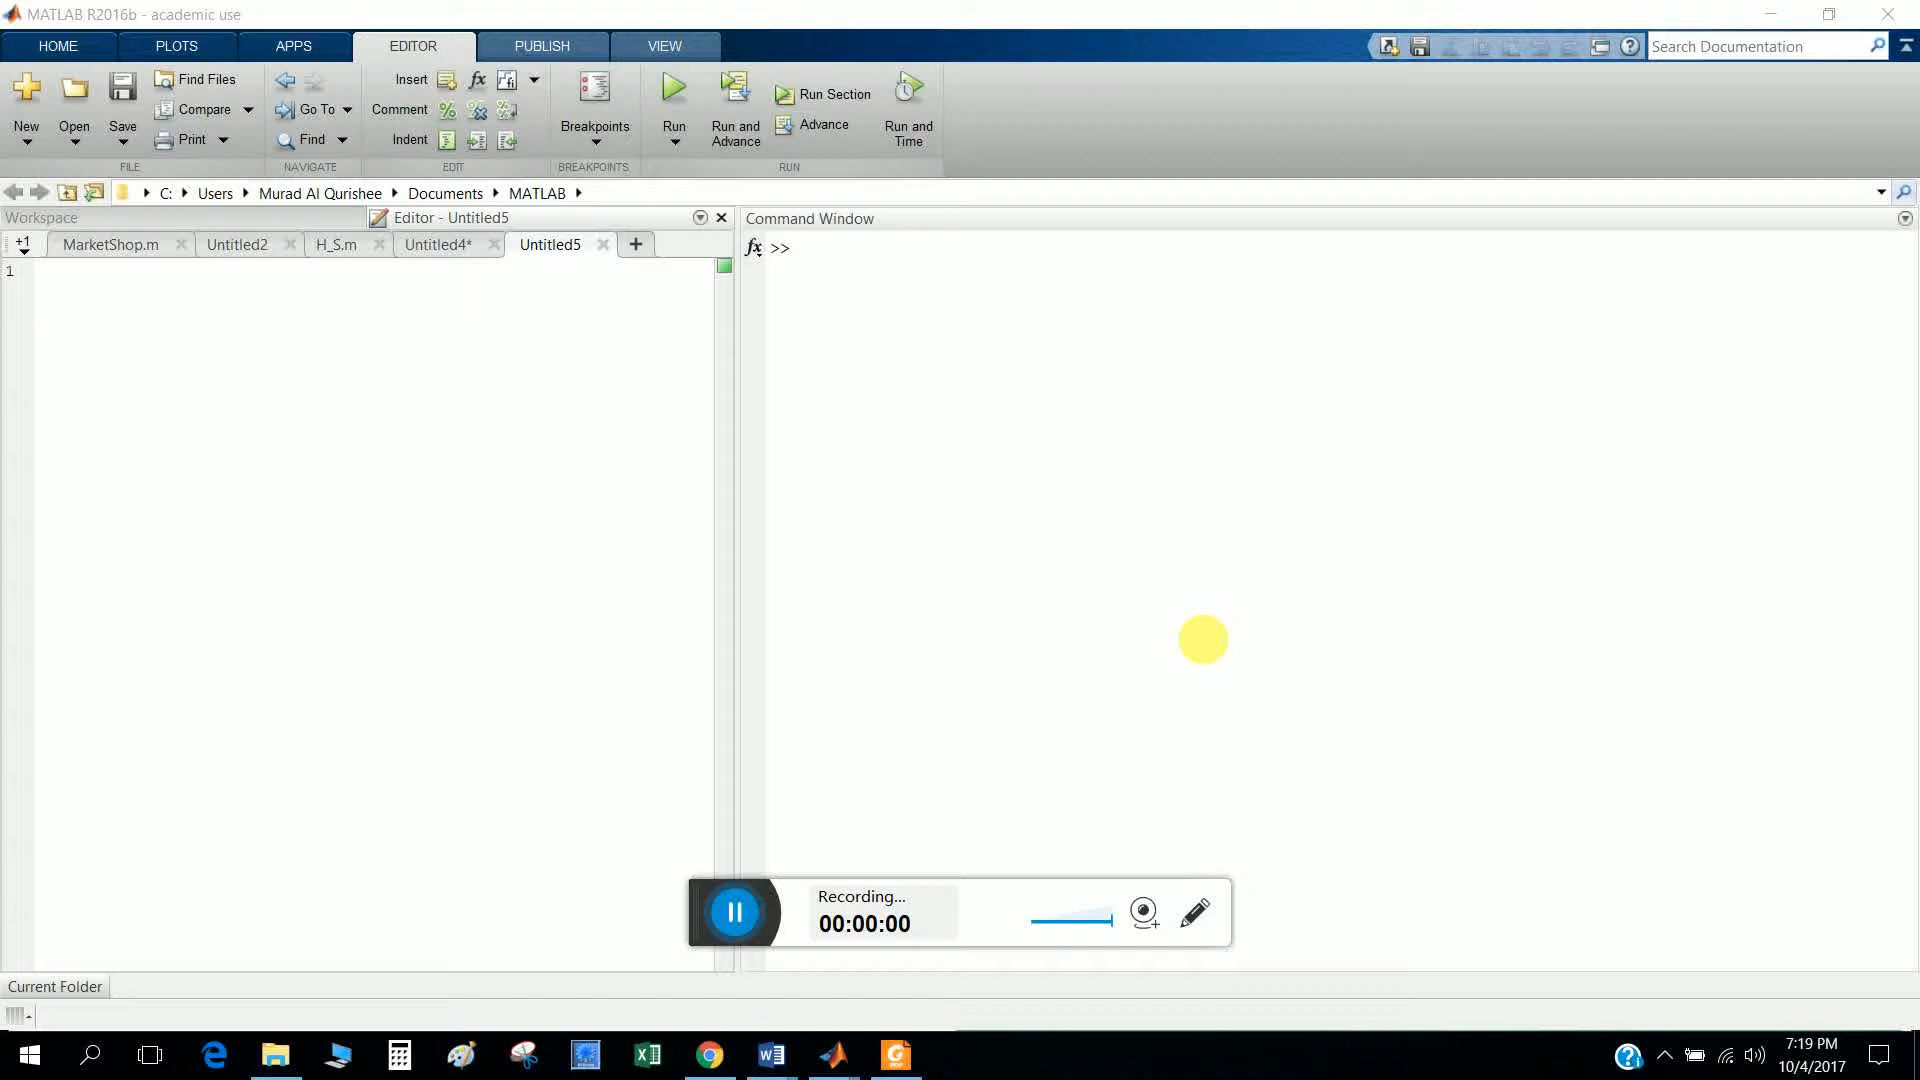 MATLAB R2016b - academic use
HOME PLOTS APPS EDITOR PUBLISH VIEW Search Documentation
New Open Save Find Files Compare Print
Go To Find
Insert fx Comment Indent
Breakpoints
Run Run and Advance Run Section Advance Run and Time
FILE NAVIGATE EDIT BREAKPOINTS RUN
C: Users Murad Al Qurishee Documents MATLAB
Workspace Editor - Untitled5 Command Window
+1 MarketShop.m Untitled2 H_S.m Untitled4* Untitled5 +
fx >>
1
Recording...
00:00:00
Current Folder
7:19 PM
10/4/2017